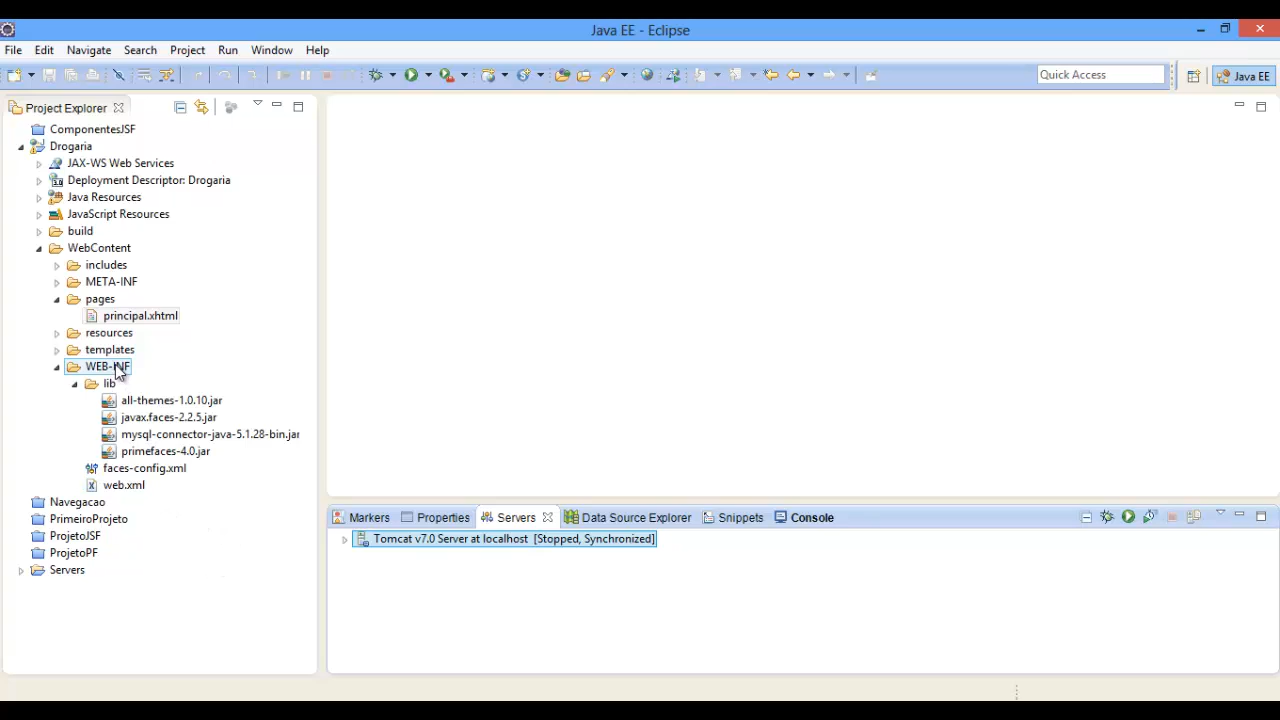 Java EE - Eclipse
File Edit Navigate Search Project Run Window Help
Quick Access
Java EE
Project Explorer
ComponentesJSF
Drogaria
JAX-WS Web Services
Deployment Descriptor: Drogaria
Java Resources
JavaScript Resources
build
WebContent
includes
META-INF
pages
principal.xhtml
resources
templates
WEB-INF
lib
all-themes-1.0.10.jar
javax.faces-2.2.5.jar
mysql-connector-java-5.1.28-bin.jar
primefaces-4.0.jar
faces-config.xml
web.xml
Navegacao
PrimeiroProjeto
ProjetoJSF
ProjetoPF
Servers
Markers Properties Servers Data Source Explorer Snippets Console
Tomcat v7.0 Server at localhost [Stopped, Synchronized]